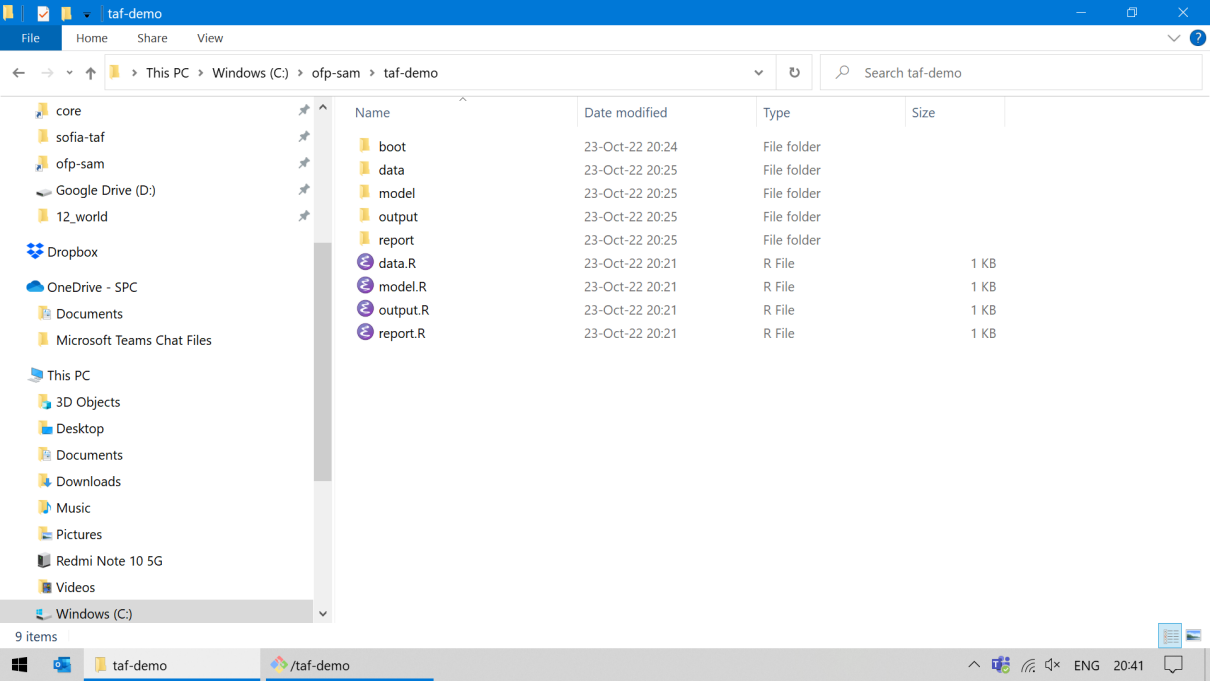 taf-demo
File Home Share View
This PC > Windows (C:) > ofp-sam > taf-demo
Search taf-demo
core
sofia-taf
ofp-sam
Google Drive (D:)
12_world
Dropbox
OneDrive - SPC
Documents
Microsoft Teams Chat Files
This PC
3D Objects
Desktop
Documents
Downloads
Music
Pictures
Redmi Note 10 5G
Videos
Windows (C:)
Name Date modified Type Size
boot 23-Oct-22 20:24 File folder
data 23-Oct-22 20:25 File folder
model 23-Oct-22 20:25 File folder
output 23-Oct-22 20:25 File folder
report 23-Oct-22 20:25 File folder
data.R 23-Oct-22 20:21 R File 1 KB
model.R 23-Oct-22 20:21 R File 1 KB
output.R 23-Oct-22 20:21 R File 1 KB
report.R 23-Oct-22 20:21 R File 1 KB
9 items
taf-demo /taf-demo ENG 20:41